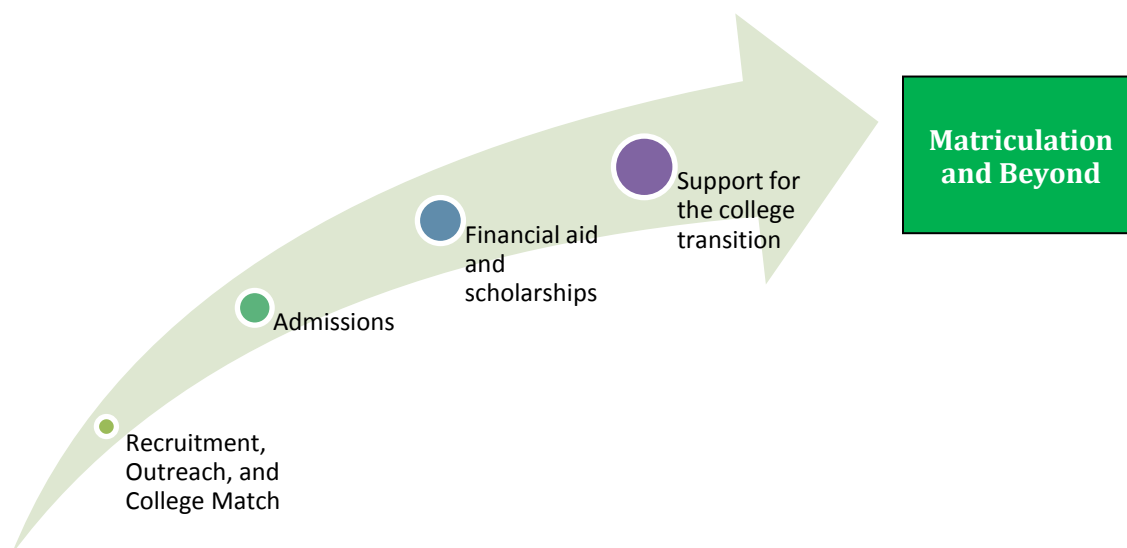 Recruitment,
Outreach, and
College Match
Admissions
Financial aid
and
scholarships
Support for
the college
transition
Matriculation
and Beyond